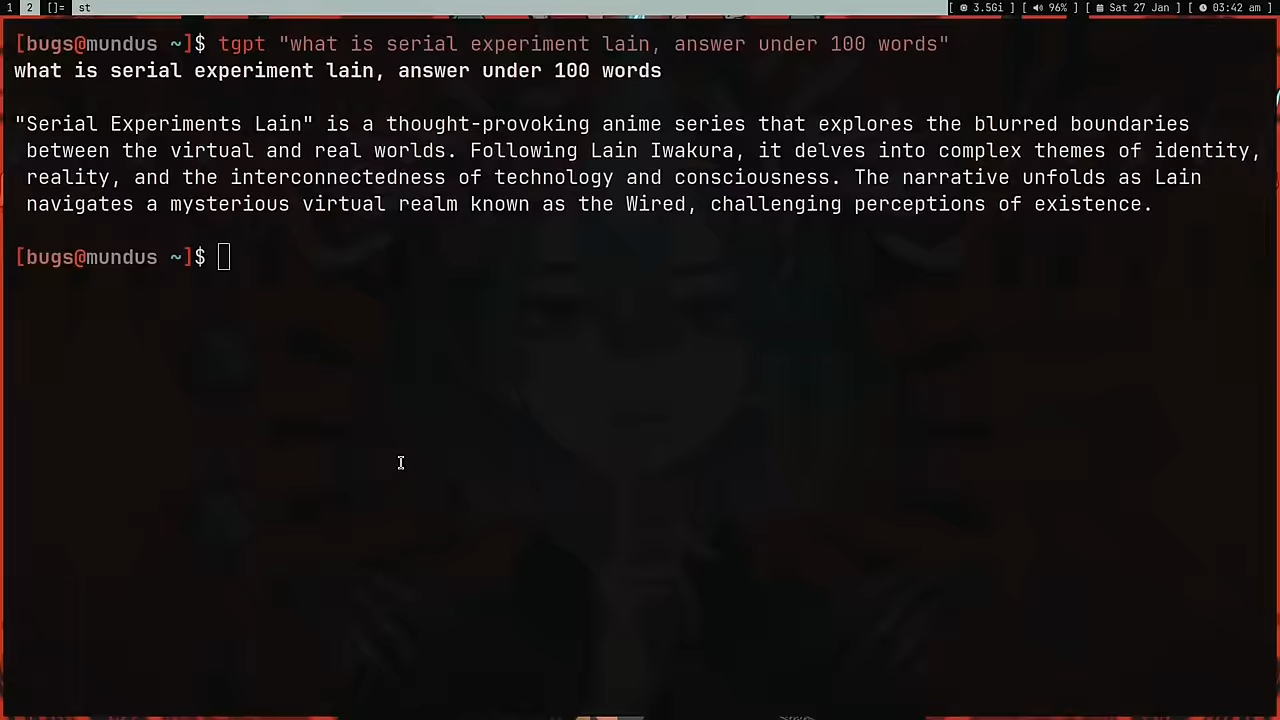 1 2 []= st [ 3.5Gi ] [ 96% ] [ Sat 27 Jan ] [ 03:42 am ]
[bugs@mundus ~]$ tgpt "what is serial experiment lain, answer under 100 words"
what is serial experiment lain, answer under 100 words
"Serial Experiments Lain" is a thought-provoking anime series that explores the blurred boundaries
between the virtual and real worlds. Following Lain Iwakura, it delves into complex themes of identity,
reality, and the interconnectedness of technology and consciousness. The narrative unfolds as Lain
navigates a mysterious virtual realm known as the Wired, challenging perceptions of existence.
[bugs@mundus ~]$